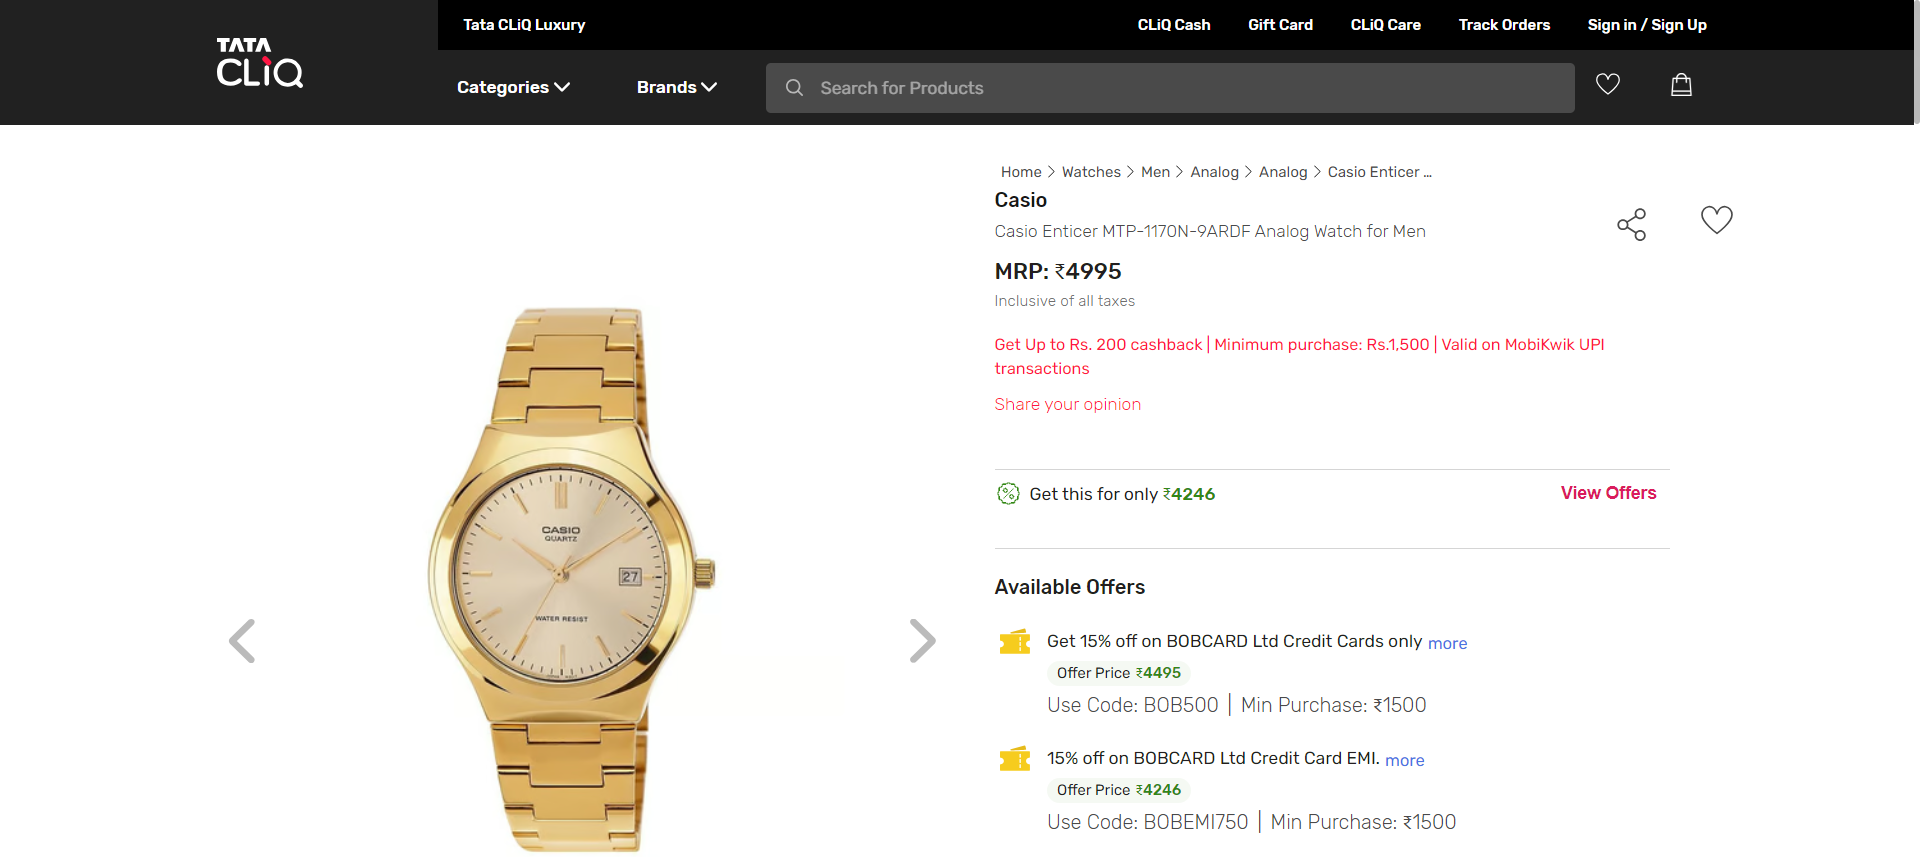 Tata CLiQ Luxury
CLiQ Cash
Gift Card
CLiQ Care
Track Orders
Sign in / Sign Up
TATA
CLiQ
Categories
Brands
Search for Products
Home > Watches > Men > Analog > Analog > Casio Enticer ...
Casio
Casio Enticer MTP-1170N-9ARDF Analog Watch for Men
MRP: ₹4995
Inclusive of all taxes
Get Up to Rs. 200 cashback | Minimum purchase: Rs.1,500 | Valid on MobiKwik UPI
transactions
Share your opinion
Get this for only ₹4246
View Offers
CASIO
QUARTZ
27
WATER RESIST
Available Offers
Get 15% off on BOBCARD Ltd Credit Cards only more
Offer Price ₹4495
Use Code: BOB500 | Min Purchase: ₹1500
15% off on BOBCARD Ltd Credit Card EMI. more
Offer Price ₹4246
Use Code: BOBEMI750 | Min Purchase: ₹1500